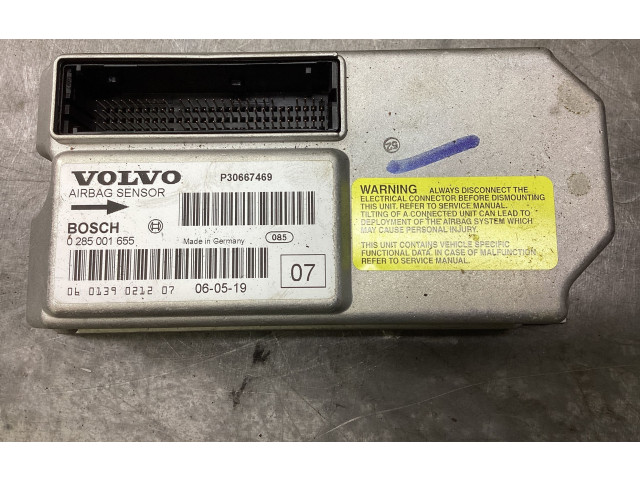 VOLVO
AIRBAG SENSOR
P30667469
BOSCH
0 285 001 655
Made in Germany
085
07
06 0139 0212 07
06-05-19
52
WARNING ALWAYS DISCONNECT THE
ELECTRICAL CONNECTOR BEFORE DISMOUNTING
THIS UNIT. REFER TO SERVICE MANUAL.
TILTING OF A CONNECTED UNIT CAN LEAD TO
DEPLOYMENT OF THE AIRBAG SYSTEM WHICH
MAY CAUSE PERSONAL INJURY.
THIS UNIT CONTAINS VEHICLE SPECIFIC
FUNCTIONAL DATA. IN CASE OF MALFUNCTION
REFER TO SERVICE MANUAL.